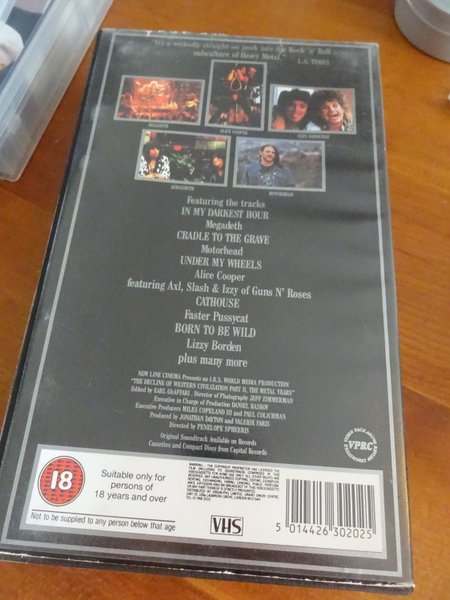 "It's a wickedly straight-on peek into the Rock 'n' Roll
subculture of Heavy Metal."
L.A. TIMES
MEGADETH
ALICE COOPER
OZZY OSBOURNE
AEROSMITH
MOTORHEAD
Featuring the tracks
IN MY DARKEST HOUR
Megadeth
CRADLE TO THE GRAVE
Motorhead
UNDER MY WHEELS
Alice Cooper
featuring Axl, Slash & Izzy of Guns N' Roses
CATHOUSE
Faster Pussycat
BORN TO BE WILD
Lizzy Borden
plus many more
NEW LINE CINEMA Presents an I.R.S. WORLD MEDIA PRODUCTION
"THE DECLINE OF WESTERN CIVILIZATION PART II, THE METAL YEARS"
Edited by EARL GHAFFARI . Director of Photography JEFF ZIMMERMAN
Executive in Charge of Production DANIEL RASKOV
Executive Producers MILES COPELAND III and PAUL COLICHMAN
Produced by JONATHAN DAYTON and VALERIE FARIS
Directed by PENELOPE SPHEERIS
Original Soundtrack Available on Records
Cassettes and Compact Discs from Capitol Records
VPRC
18
Suitable only for
persons of
18 years and over
Not to be supplied to any person below that age
VHS
5 014426 302025